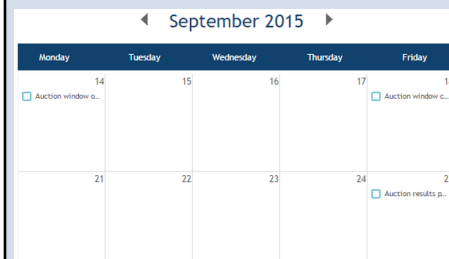 September 2015
Monday Tuesday Wednesday Thursday Friday
14 15 16 17
Auction window o... Auction window c...
21 22 23 24
Auction results p...